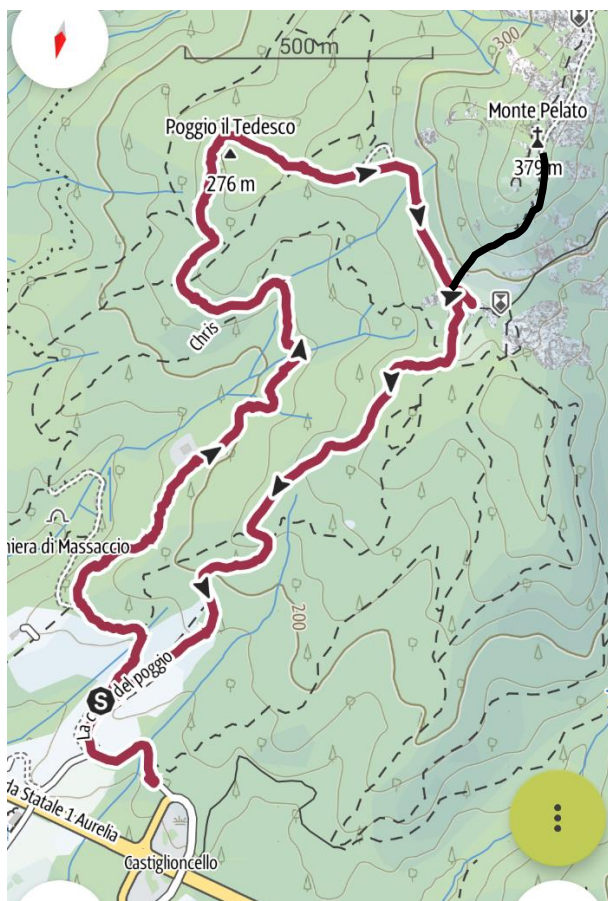 500 m
300
Monte Pelato
379 m
Poggio il Tedesco
276 m
Chris
niera di Massaccio
200
La c del poggio
S
da Statale 1 Aurelia
Castiglioncello